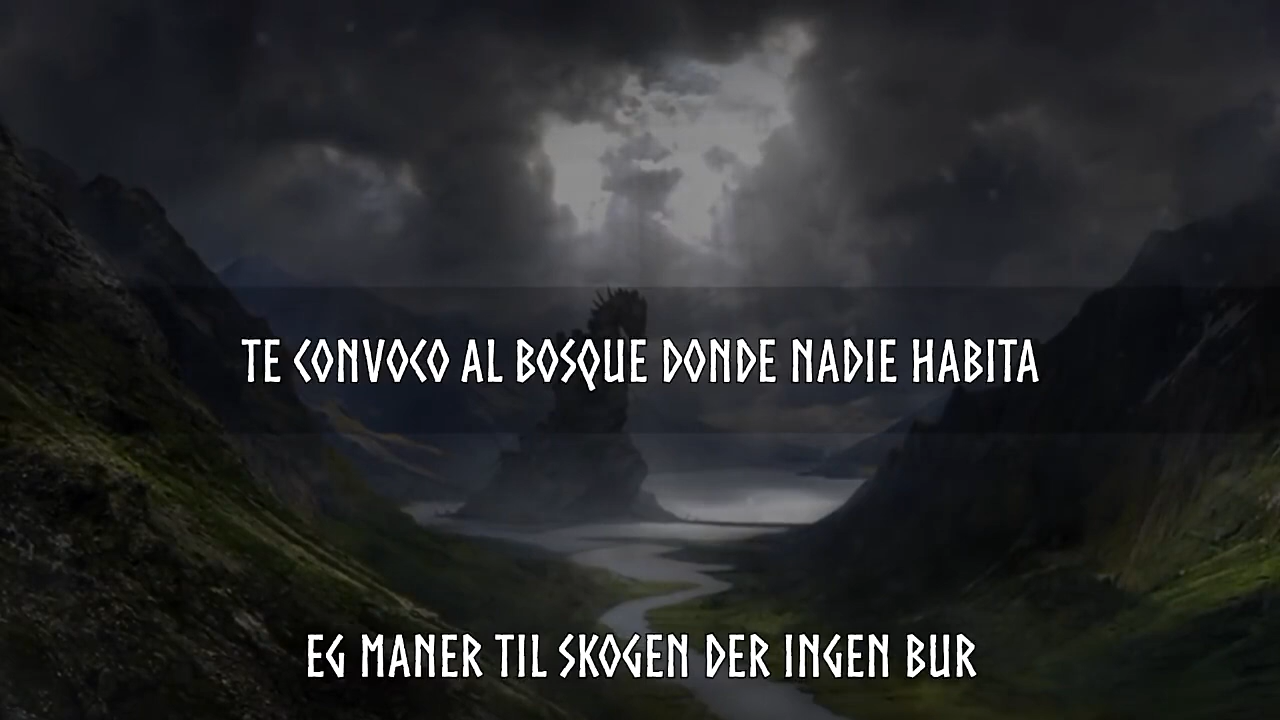 TE CONVOCO AL BOSQUE DONDE NADIE HABITA
EG MANER TIL SKOGEN DER INGEN BUR